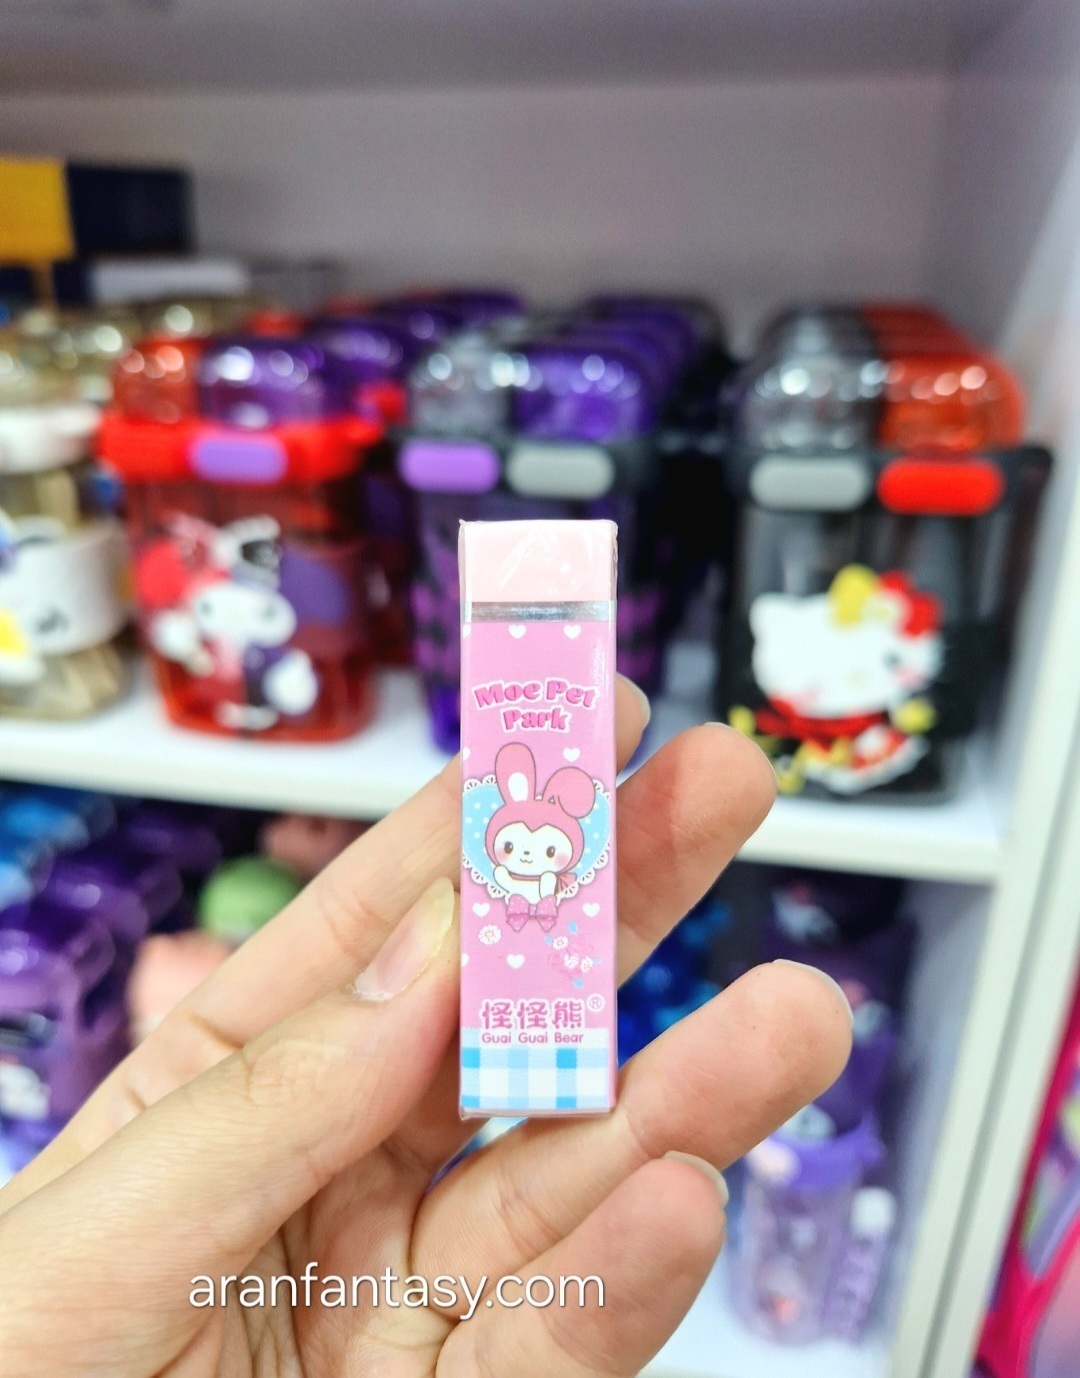 Moe Pet
Park
怪怪熊®
Guai Guai Bear
aranfantasy.com